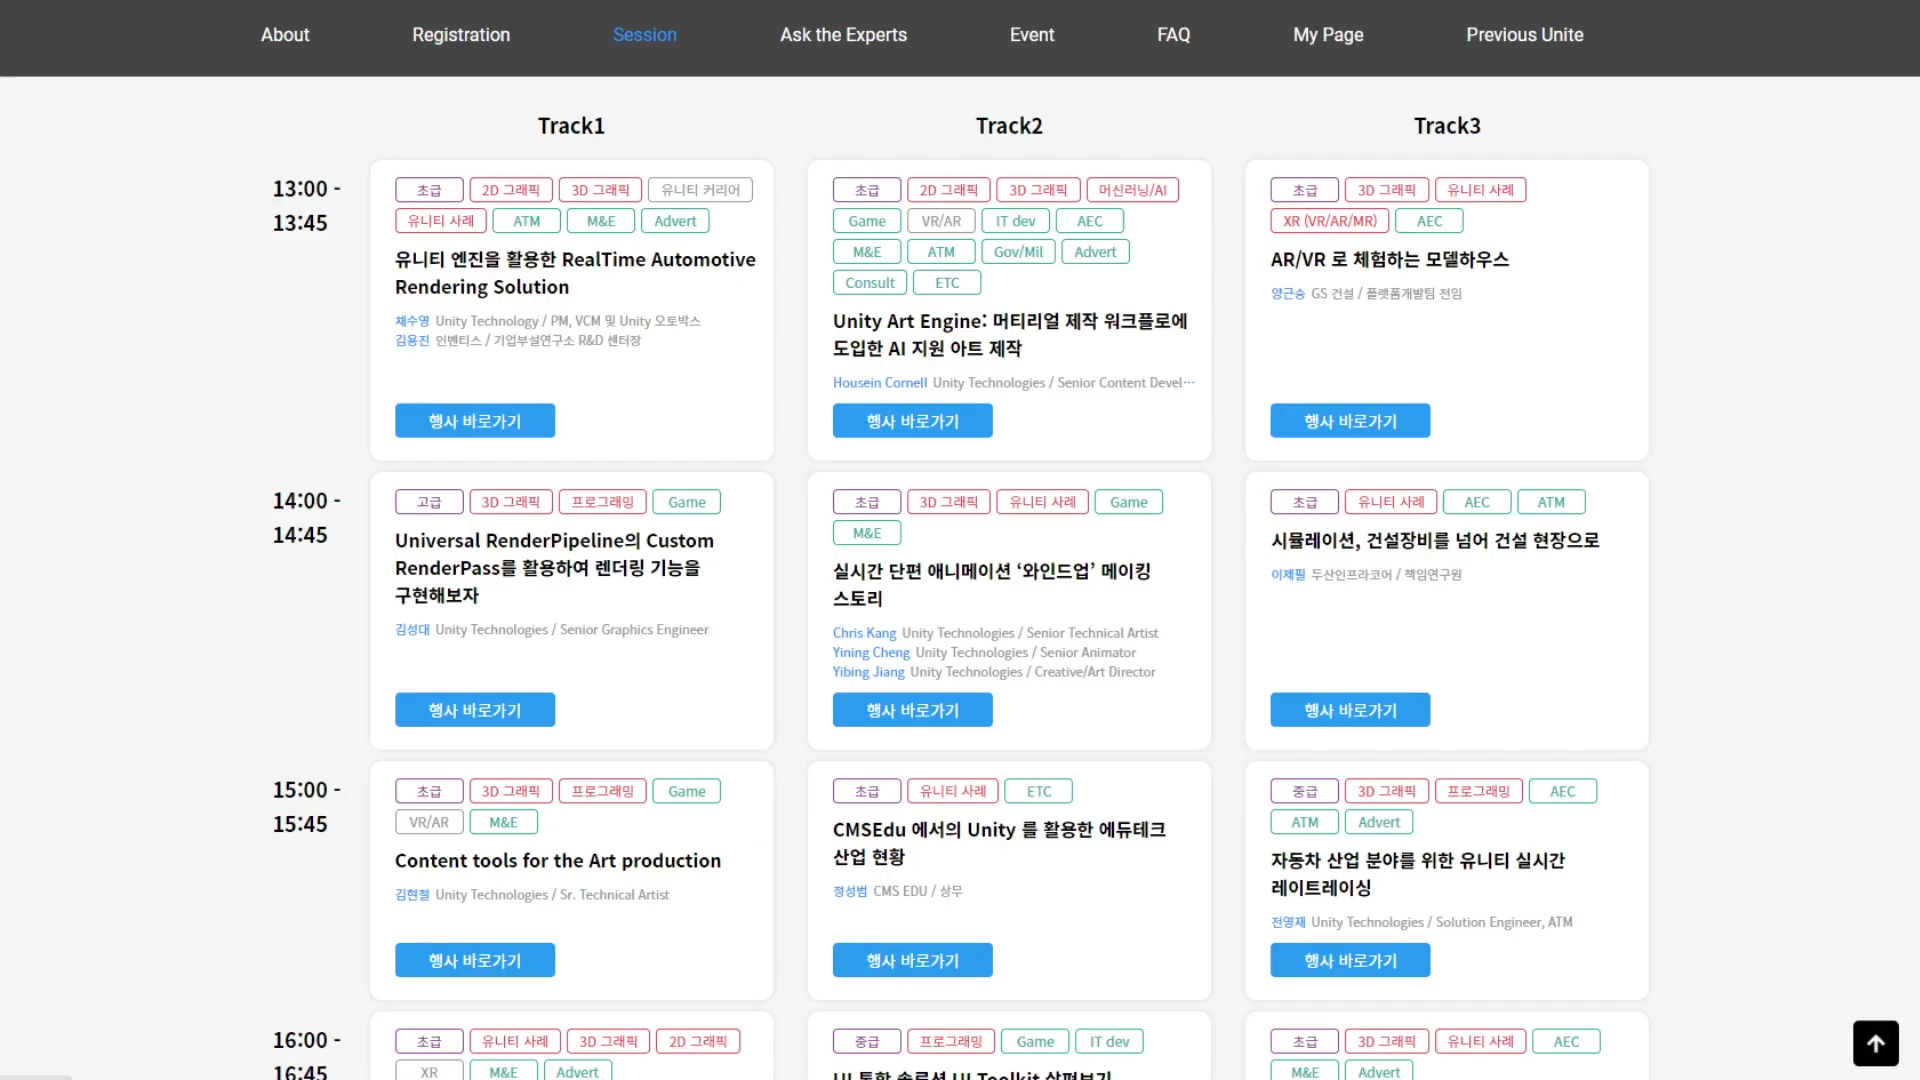 About Registration Session Ask the Experts Event FAQ My Page Previous Unite
Track1 Track2 Track3
13:00 -
13:45
초급 2D 그래픽 3D 그래픽 유니티 커리어
유니티 사례 ATM M&E Advert
유니티 엔진을 활용한 RealTime Automotive
Rendering Solution
채수영 Unity Technology / PM, VCM 및 Unity 오토박스
김용진 인벤티스 / 기업부설연구소 R&D 센터장
행사 바로가기
초급 2D 그래픽 3D 그래픽 머신러닝/AI
Game VR/AR IT dev AEC
M&E ATM Gov/Mil Advert
Consult ETC
Unity Art Engine: 머티리얼 제작 워크플로에
도입한 AI 지원 아트 제작
Housein Cornell Unity Technologies / Senior Content Devel···
행사 바로가기
초급 3D 그래픽 유니티 사례
XR (VR/AR/MR) AEC
AR/VR 로 체험하는 모델하우스
양근승 GS 건설 / 플랫폼개발팀 전임
행사 바로가기
14:00 -
14:45
고급 3D 그래픽 프로그래밍 Game
Universal RenderPipeline의 Custom
RenderPass를 활용하여 렌더링 기능을
구현해보자
김성대 Unity Technologies / Senior Graphics Engineer
행사 바로가기
초급 3D 그래픽 유니티 사례 Game
M&E
실시간 단편 애니메이션 ‘와인드업’ 메이킹
스토리
Chris Kang Unity Technologies / Senior Technical Artist
Yining Cheng Unity Technologies / Senior Animator
Yibing Jiang Unity Technologies / Creative/Art Director
행사 바로가기
초급 유니티 사례 AEC ATM
시뮬레이션, 건설장비를 넘어 건설 현장으로
이제필 두산인프라코어 / 책임연구원
행사 바로가기
15:00 -
15:45
초급 3D 그래픽 프로그래밍 Game
VR/AR M&E
Content tools for the Art production
김현철 Unity Technologies / Sr. Technical Artist
행사 바로가기
초급 유니티 사례 ETC
CMSEdu 에서의 Unity 를 활용한 에듀테크
산업 현황
정성범 CMS EDU / 상무
행사 바로가기
중급 3D 그래픽 프로그래밍 AEC
ATM Advert
자동차 산업 분야를 위한 유니티 실시간
레이트레이싱
전영재 Unity Technologies / Solution Engineer, ATM
행사 바로가기
16:00 -
16:45
초급 유니티 사례 3D 그래픽 2D 그래픽
XR M&E Advert
중급 프로그래밍 Game IT dev
UI 통합 솔루션 UI Toolkit 살펴보기
초급 3D 그래픽 유니티 사례 AEC
M&E Advert